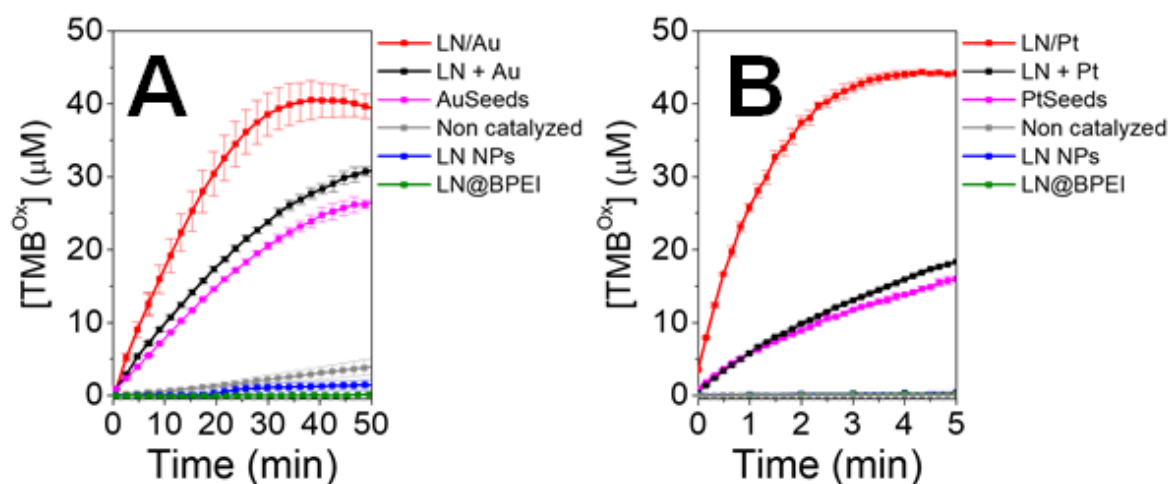 A
[TMB^Ox] (μM)
50
40
30
20
10
0
0 10 20 30 40 50
Time (min)
LN/Au
LN + Au
AuSeeds
Non catalyzed
LN NPs
LN@BPEI
B
[TMB^Ox] (μM)
50
40
30
20
10
0
0 1 2 3 4 5
Time (min)
LN/Pt
LN + Pt
PtSeeds
Non catalyzed
LN NPs
LN@BPEI